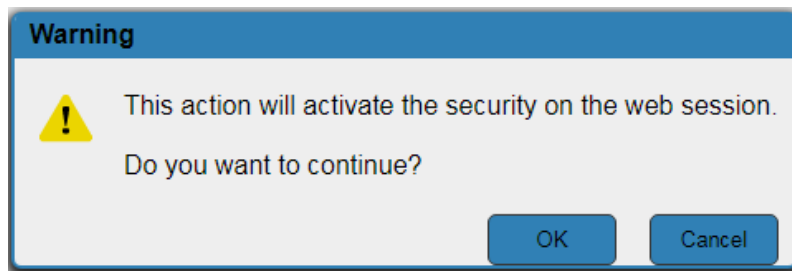 Warning
This action will activate the security on the web session.
Do you want to continue?
OK Cancel